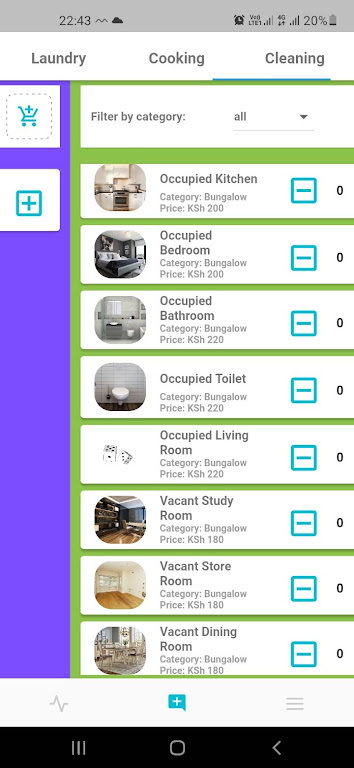 22:43
Vo)) LTE1 4G 20%
Laundry Cooking Cleaning
Filter by category: all
Occupied Kitchen
Category: Bungalow
Price: KSh 200
0
Occupied
Bedroom
Category: Bungalow
Price: KSh 200
0
Occupied
Bathroom
Category: Bungalow
Price: KSh 220
0
Occupied Toilet
Category: Bungalow
Price: KSh 220
0
Occupied Living
Room
Category: Bungalow
Price: KSh 220
0
Vacant Study
Room
Category: Bungalow
Price: KSh 180
0
Vacant Store
Room
Category: Bungalow
Price: KSh 180
0
Vacant Dining
Room
Category: Bungalow
Price: KSh 180
0